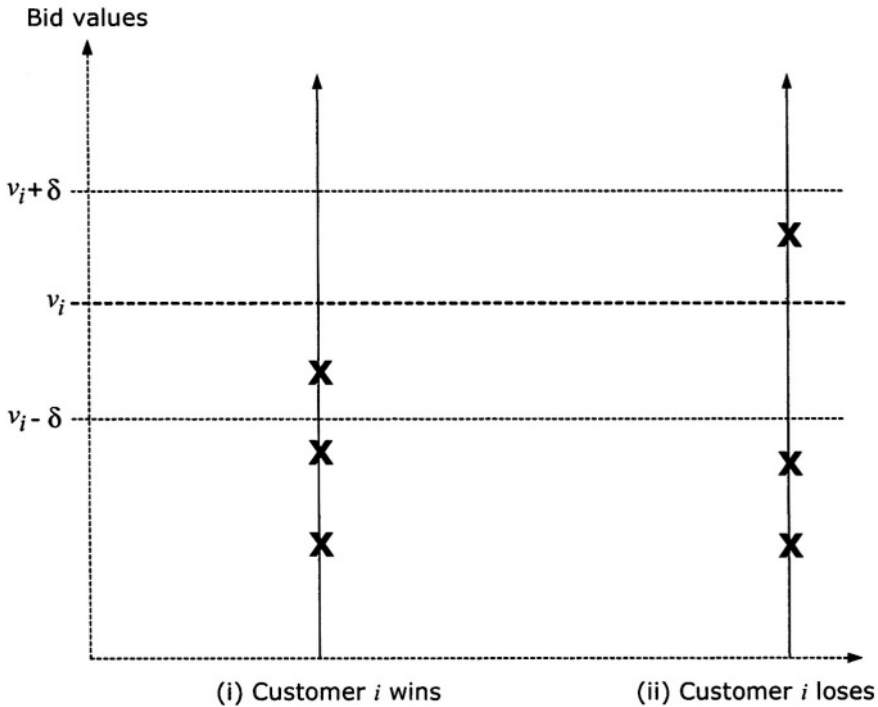 Bid values
v_i + δ
v_i
v_i - δ
X
X
X
X
X
X
(i) Customer i wins
(ii) Customer i loses